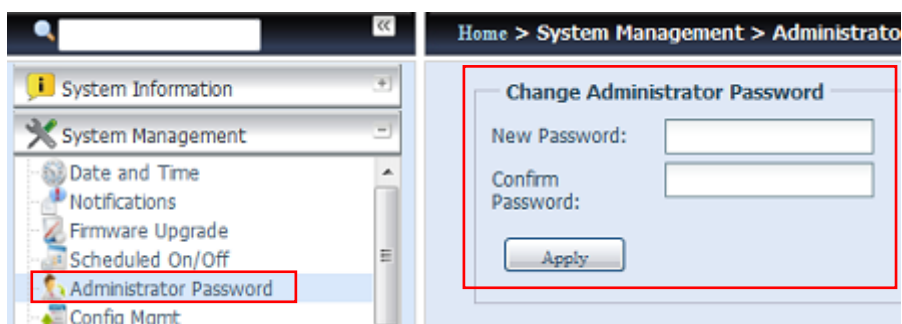 Home > System Management > Administrato
System Information
System Management
Date and Time
Notifications
Firmware Upgrade
Scheduled On/Off
Administrator Password
Config Mgmt
Change Administrator Password
New Password:
Confirm
Password:
Apply